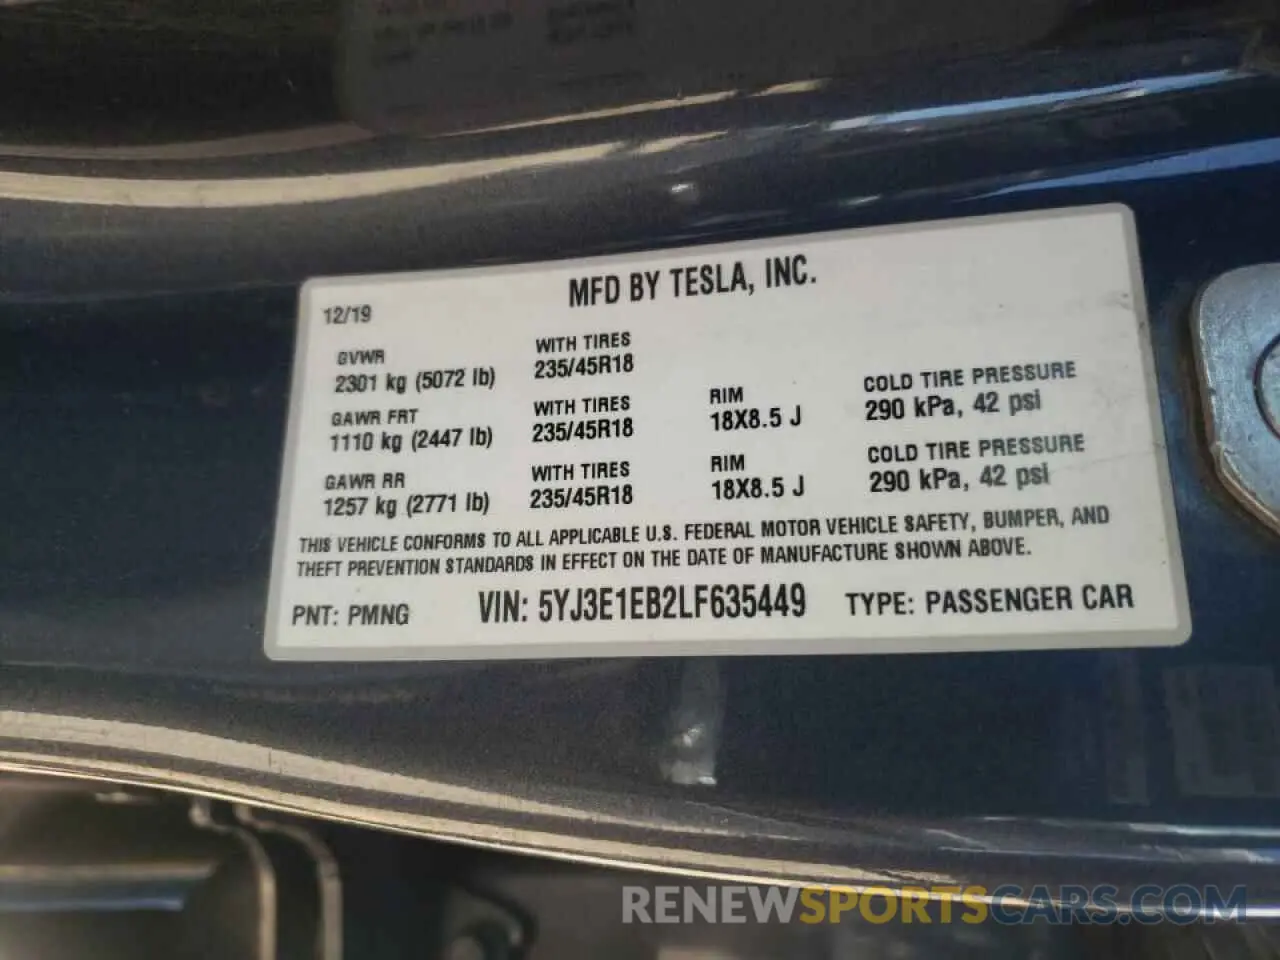 MFD BY TESLA, INC.
12/19
GVWR
2301 kg (5072 lb)
WITH TIRES
235/45R18
GAWR FRT
1110 kg (2447 lb)
WITH TIRES
235/45R18
RIM
18X8.5 J
COLD TIRE PRESSURE
290 kPa, 42 psi
GAWR RR
1257 kg (2771 lb)
WITH TIRES
235/45R18
RIM
18X8.5 J
COLD TIRE PRESSURE
290 kPa, 42 psi
THIS VEHICLE CONFORMS TO ALL APPLICABLE U.S. FEDERAL MOTOR VEHICLE SAFETY, BUMPER, AND
THEFT PREVENTION STANDARDS IN EFFECT ON THE DATE OF MANUFACTURE SHOWN ABOVE.
PNT: PMNG VIN: 5YJ3E1EB2LF635449 TYPE: PASSENGER CAR
RENEWSPORTSCARS.COM